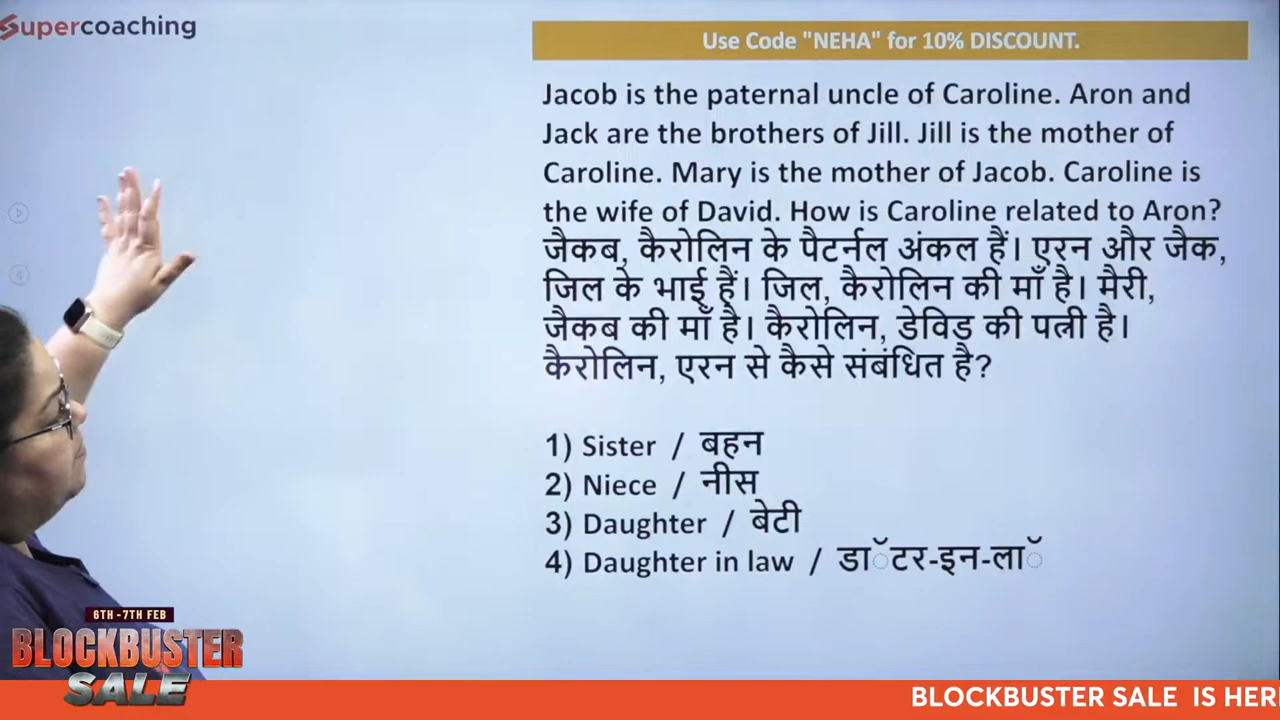 Supercoaching
Use Code "NEHA" for 10% DISCOUNT.
Jacob is the paternal uncle of Caroline. Aron and
Jack are the brothers of Jill. Jill is the mother of
Caroline. Mary is the mother of Jacob. Caroline is
the wife of David. How is Caroline related to Aron?
जैकब, कैरोलिन के पैटर्नल अंकल हैं। एरन और जैक,
जिल के भाई हैं। जिल, कैरोलिन की माँ है। मैरी,
जैकब की माँ है। कैरोलिन, डेविड की पत्नी है।
कैरोलिन, एरन से कैसे संबंधित है?
1) Sister / बहन
2) Niece / नीस
3) Daughter / बेटी
4) Daughter in law / डाॅटर-इन-लाॅ
6TH -7TH FEB
BLOCKBUSTER
SALE
BLOCKBUSTER SALE IS HER